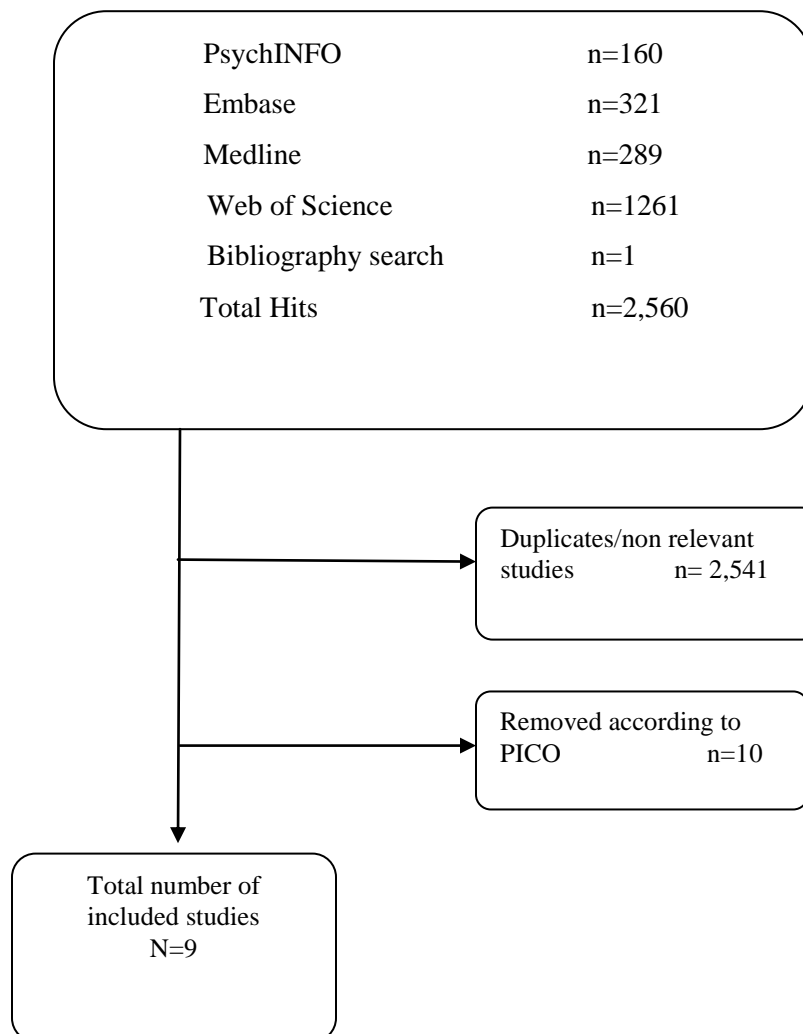 PsychINFO n=160
Embase n=321
Medline n=289
Web of Science n=1261
Bibliography search n=1
Total Hits n=2,560
Duplicates/non relevant
studies n= 2,541
Removed according to
PICO n=10
Total number of
included studies
N=9